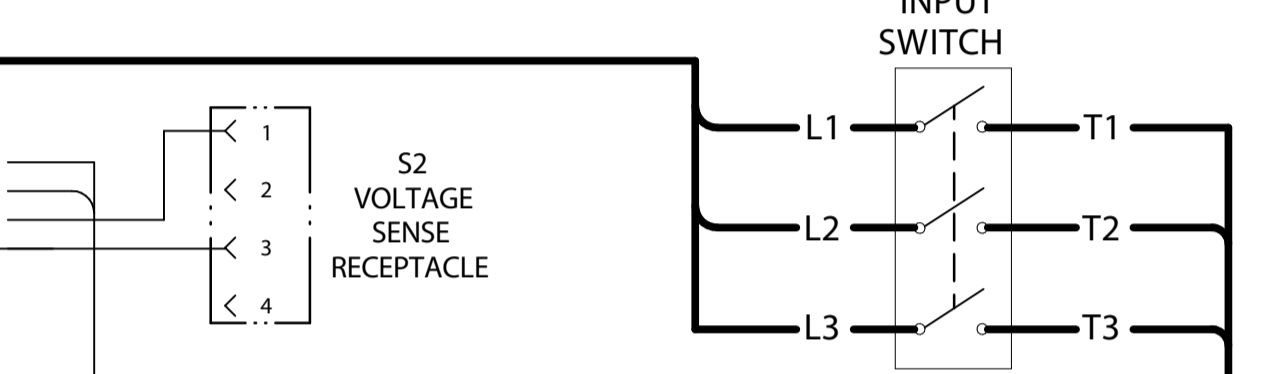 INPUT
SWITCH
L1
T1
1
S2
2
VOLTAGE
SENSE
L2
T2
3
RECEPTACLE
4
L3
T3